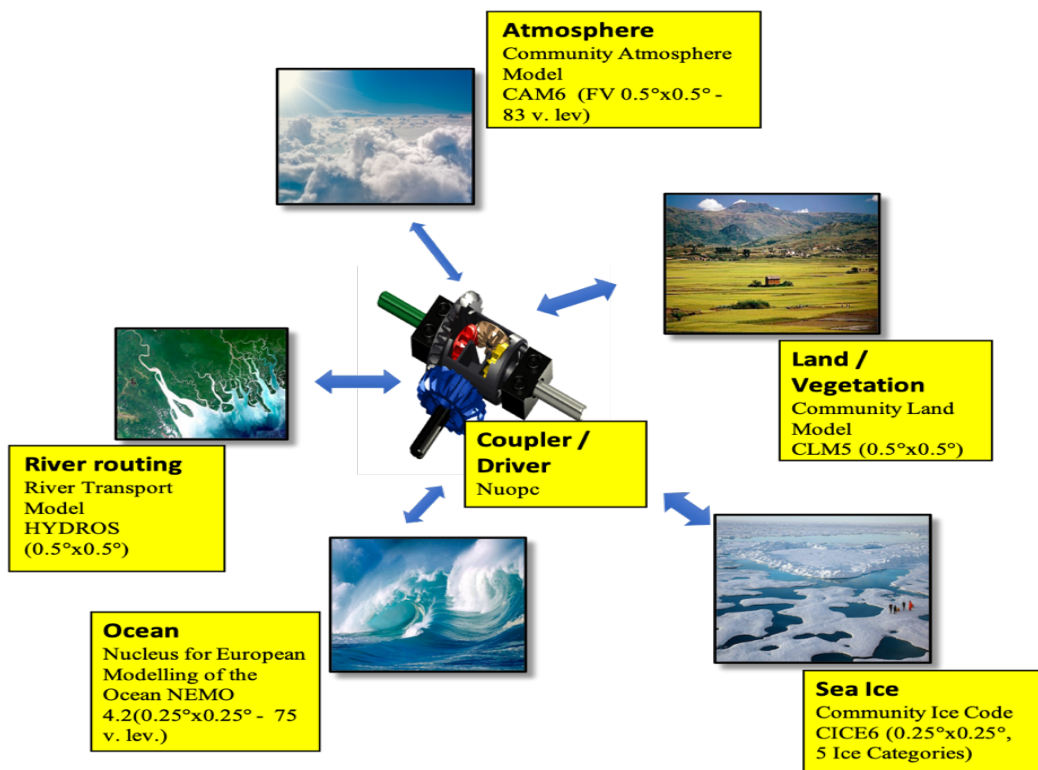 Atmosphere
Community Atmosphere
Model
CAM6 (FV 0.5°x0.5° -
83 v. lev)
Land /
Vegetation
Community Land
Model
CLM5 (0.5°x0.5°)
River routing
River Transport
Model
HYDROS
(0.5°x0.5°)
Coupler /
Driver
Nuopc
Ocean
Nucleus for European
Modelling of the
Ocean NEMO
4.2(0.25°x0.25° - 75
v. lev.)
Sea Ice
Community Ice Code
CICE6 (0.25°x0.25°,
5 Ice Categories)